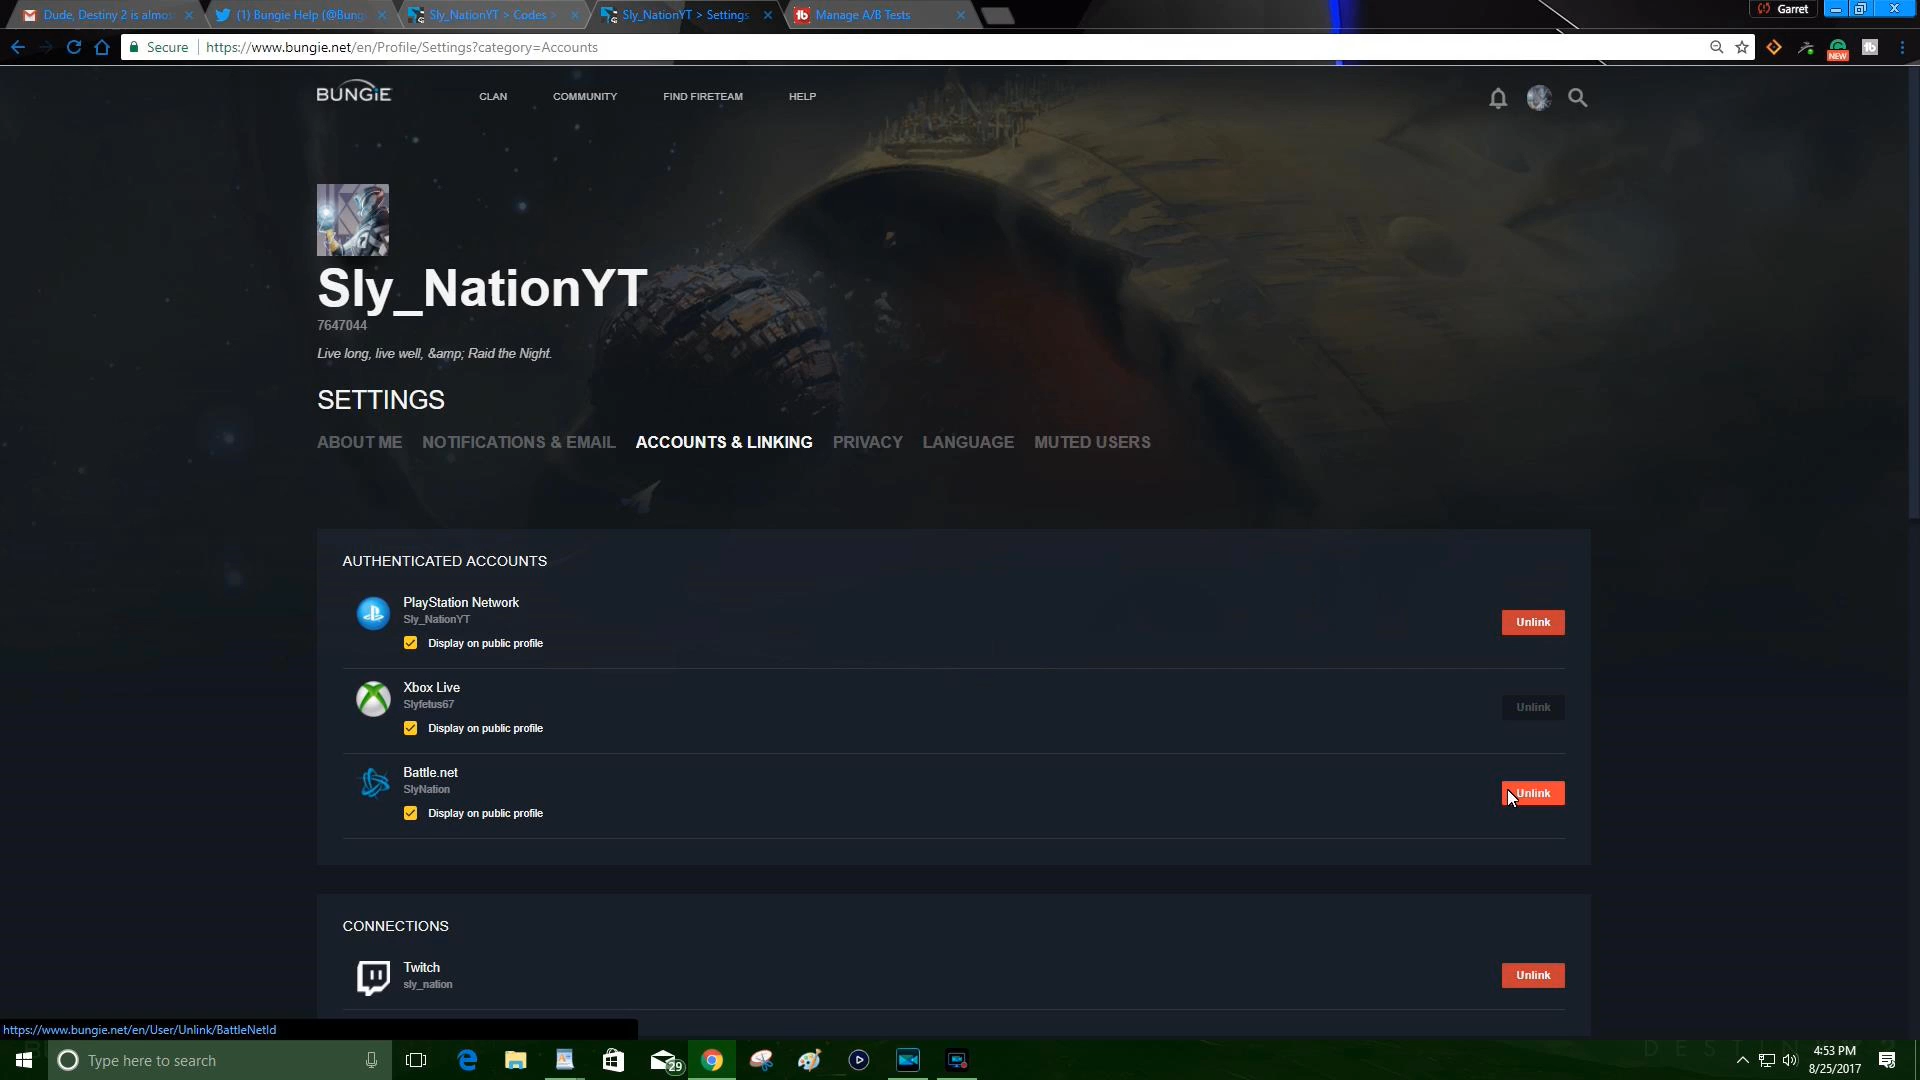 Dude, Destiny 2 is almos
(1) Bungie Help (@Bung
Sly_NationYT > Codes >
Sly_NationYT > Settings
Manage A/B Tests
Garret
Secure
https://www.bungie.net/en/Profile/Settings?category=Accounts
NEW
BUNGiE
CLAN
COMMUNITY
FIND FIRETEAM
HELP
Sly_NationYT
7647044
Live long, live well, &amp; Raid the Night.
SETTINGS
ABOUT ME
NOTIFICATIONS & EMAIL
ACCOUNTS & LINKING
PRIVACY
LANGUAGE
MUTED USERS
AUTHENTICATED ACCOUNTS
PlayStation Network
Sly_NationYT
Display on public profile
Unlink
Xbox Live
Slyfetus67
Display on public profile
Unlink
Battle.net
SlyNation
Display on public profile
Unlink
CONNECTIONS
Twitch
sly_nation
Unlink
https://www.bungie.net/en/User/Unlink/BattleNetId
Type here to search
29
4:53 PM
8/25/2017